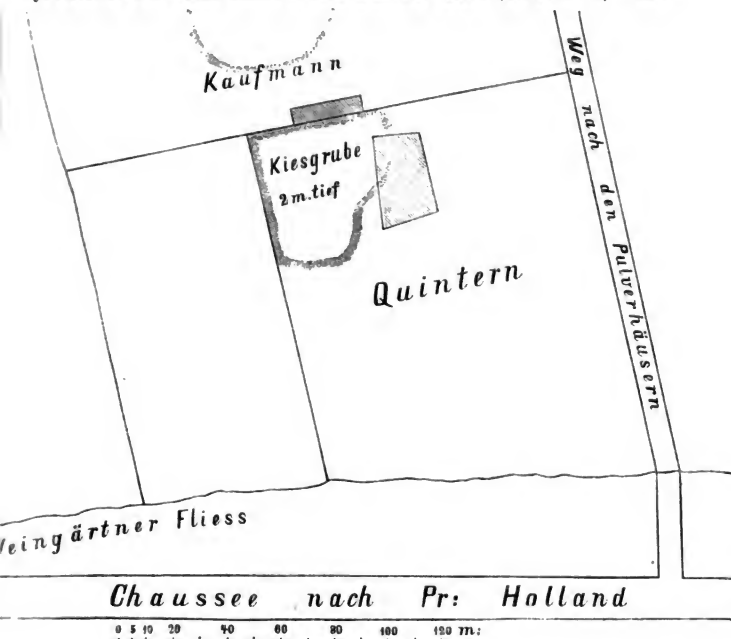 Kaufmann
Weg nach den Pulverhäusern
Kiesgrube
2 m. tief
Quintern
Weingärtner Fliess
Chaussee nach Pr: Holland
0 5 10 20 40 60 80 100 120 m: